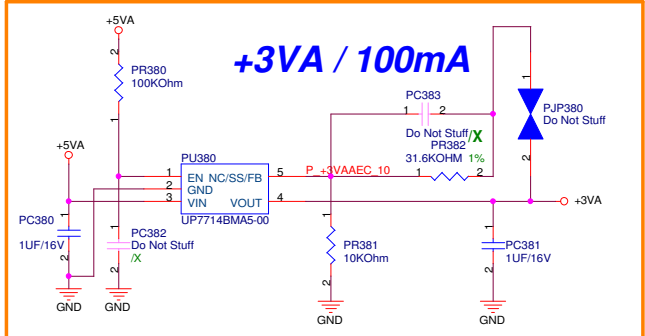 +5VA
+3VA / 100mA
2
PR380
100KOhm
1
PC383
1 2
Do Not Stuff/X
PR382
31.6KOHM 1%
1
PJP380
Do Not Stuff
2
+5VA
PU380
1 EN NC/SS/FB 5
2 GND
3 VIN VOUT 4
UP7714BMA5-00
P_+3VAAEC_10
1 2
+3VA
PC380
1
1UF/16V
2
1
PC382
Do Not Stuff
/X
2
1
PR381
10KOhm
2
1
PC381
1UF/16V
2
GND
GND
GND
GND